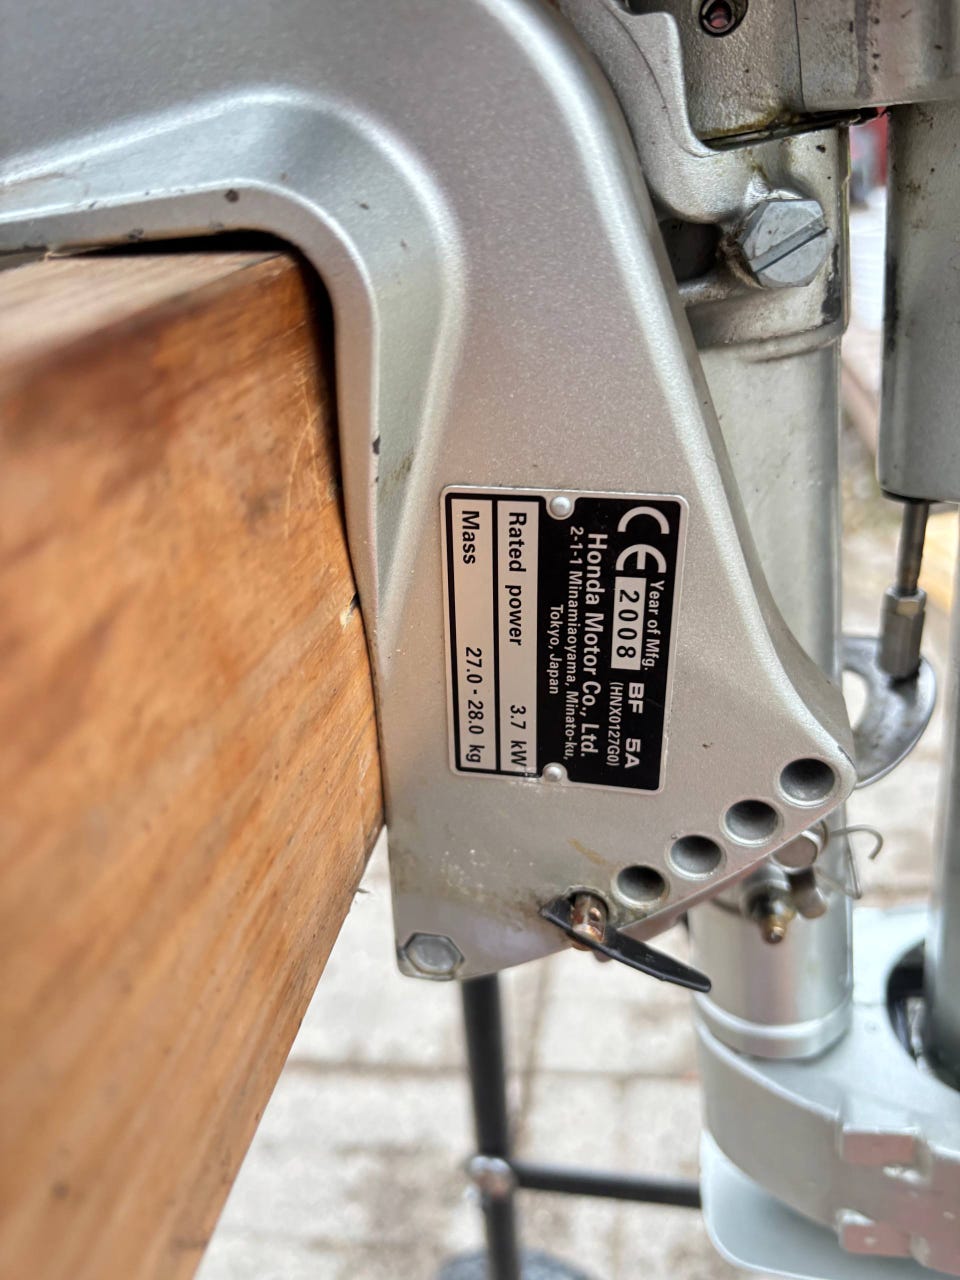 CE Year of Mfg. BF 5A
2008 (HNX0127G0)
Honda Motor Co., Ltd.
2-1-1 Minamiaoyama, Minato-ku,
Tokyo, Japan
Rated power 3.7 kW
Mass 27.0 - 28.0 kg